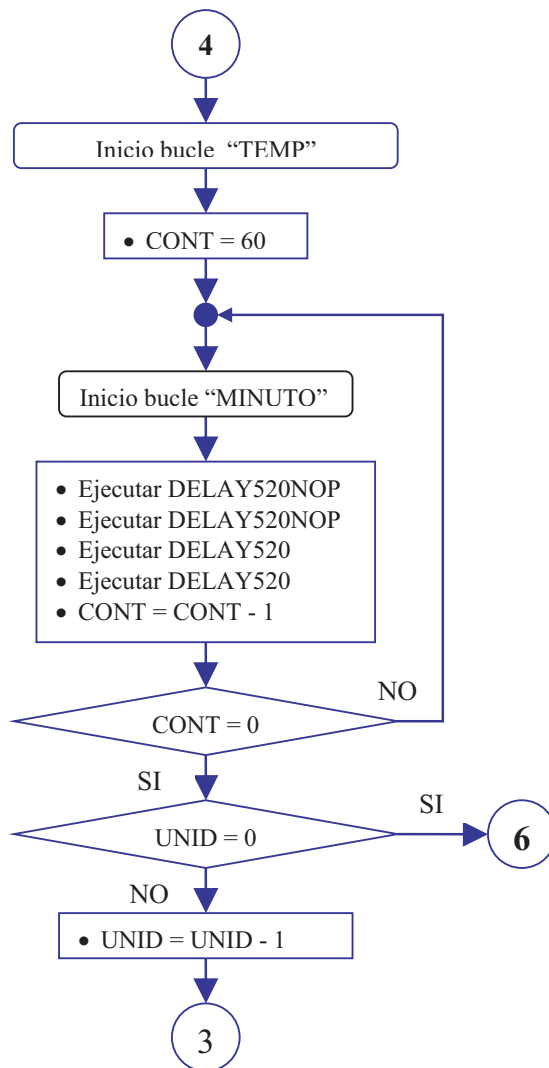 4
Inicio bucle “TEMP”
• CONT = 60
Inicio bucle “MINUTO”
• Ejecutar DELAY520NOP
• Ejecutar DELAY520NOP
• Ejecutar DELAY520
• Ejecutar DELAY520
• CONT = CONT - 1
NO
CONT = 0
SI
SI
UNID = 0
6
NO
• UNID = UNID - 1
3